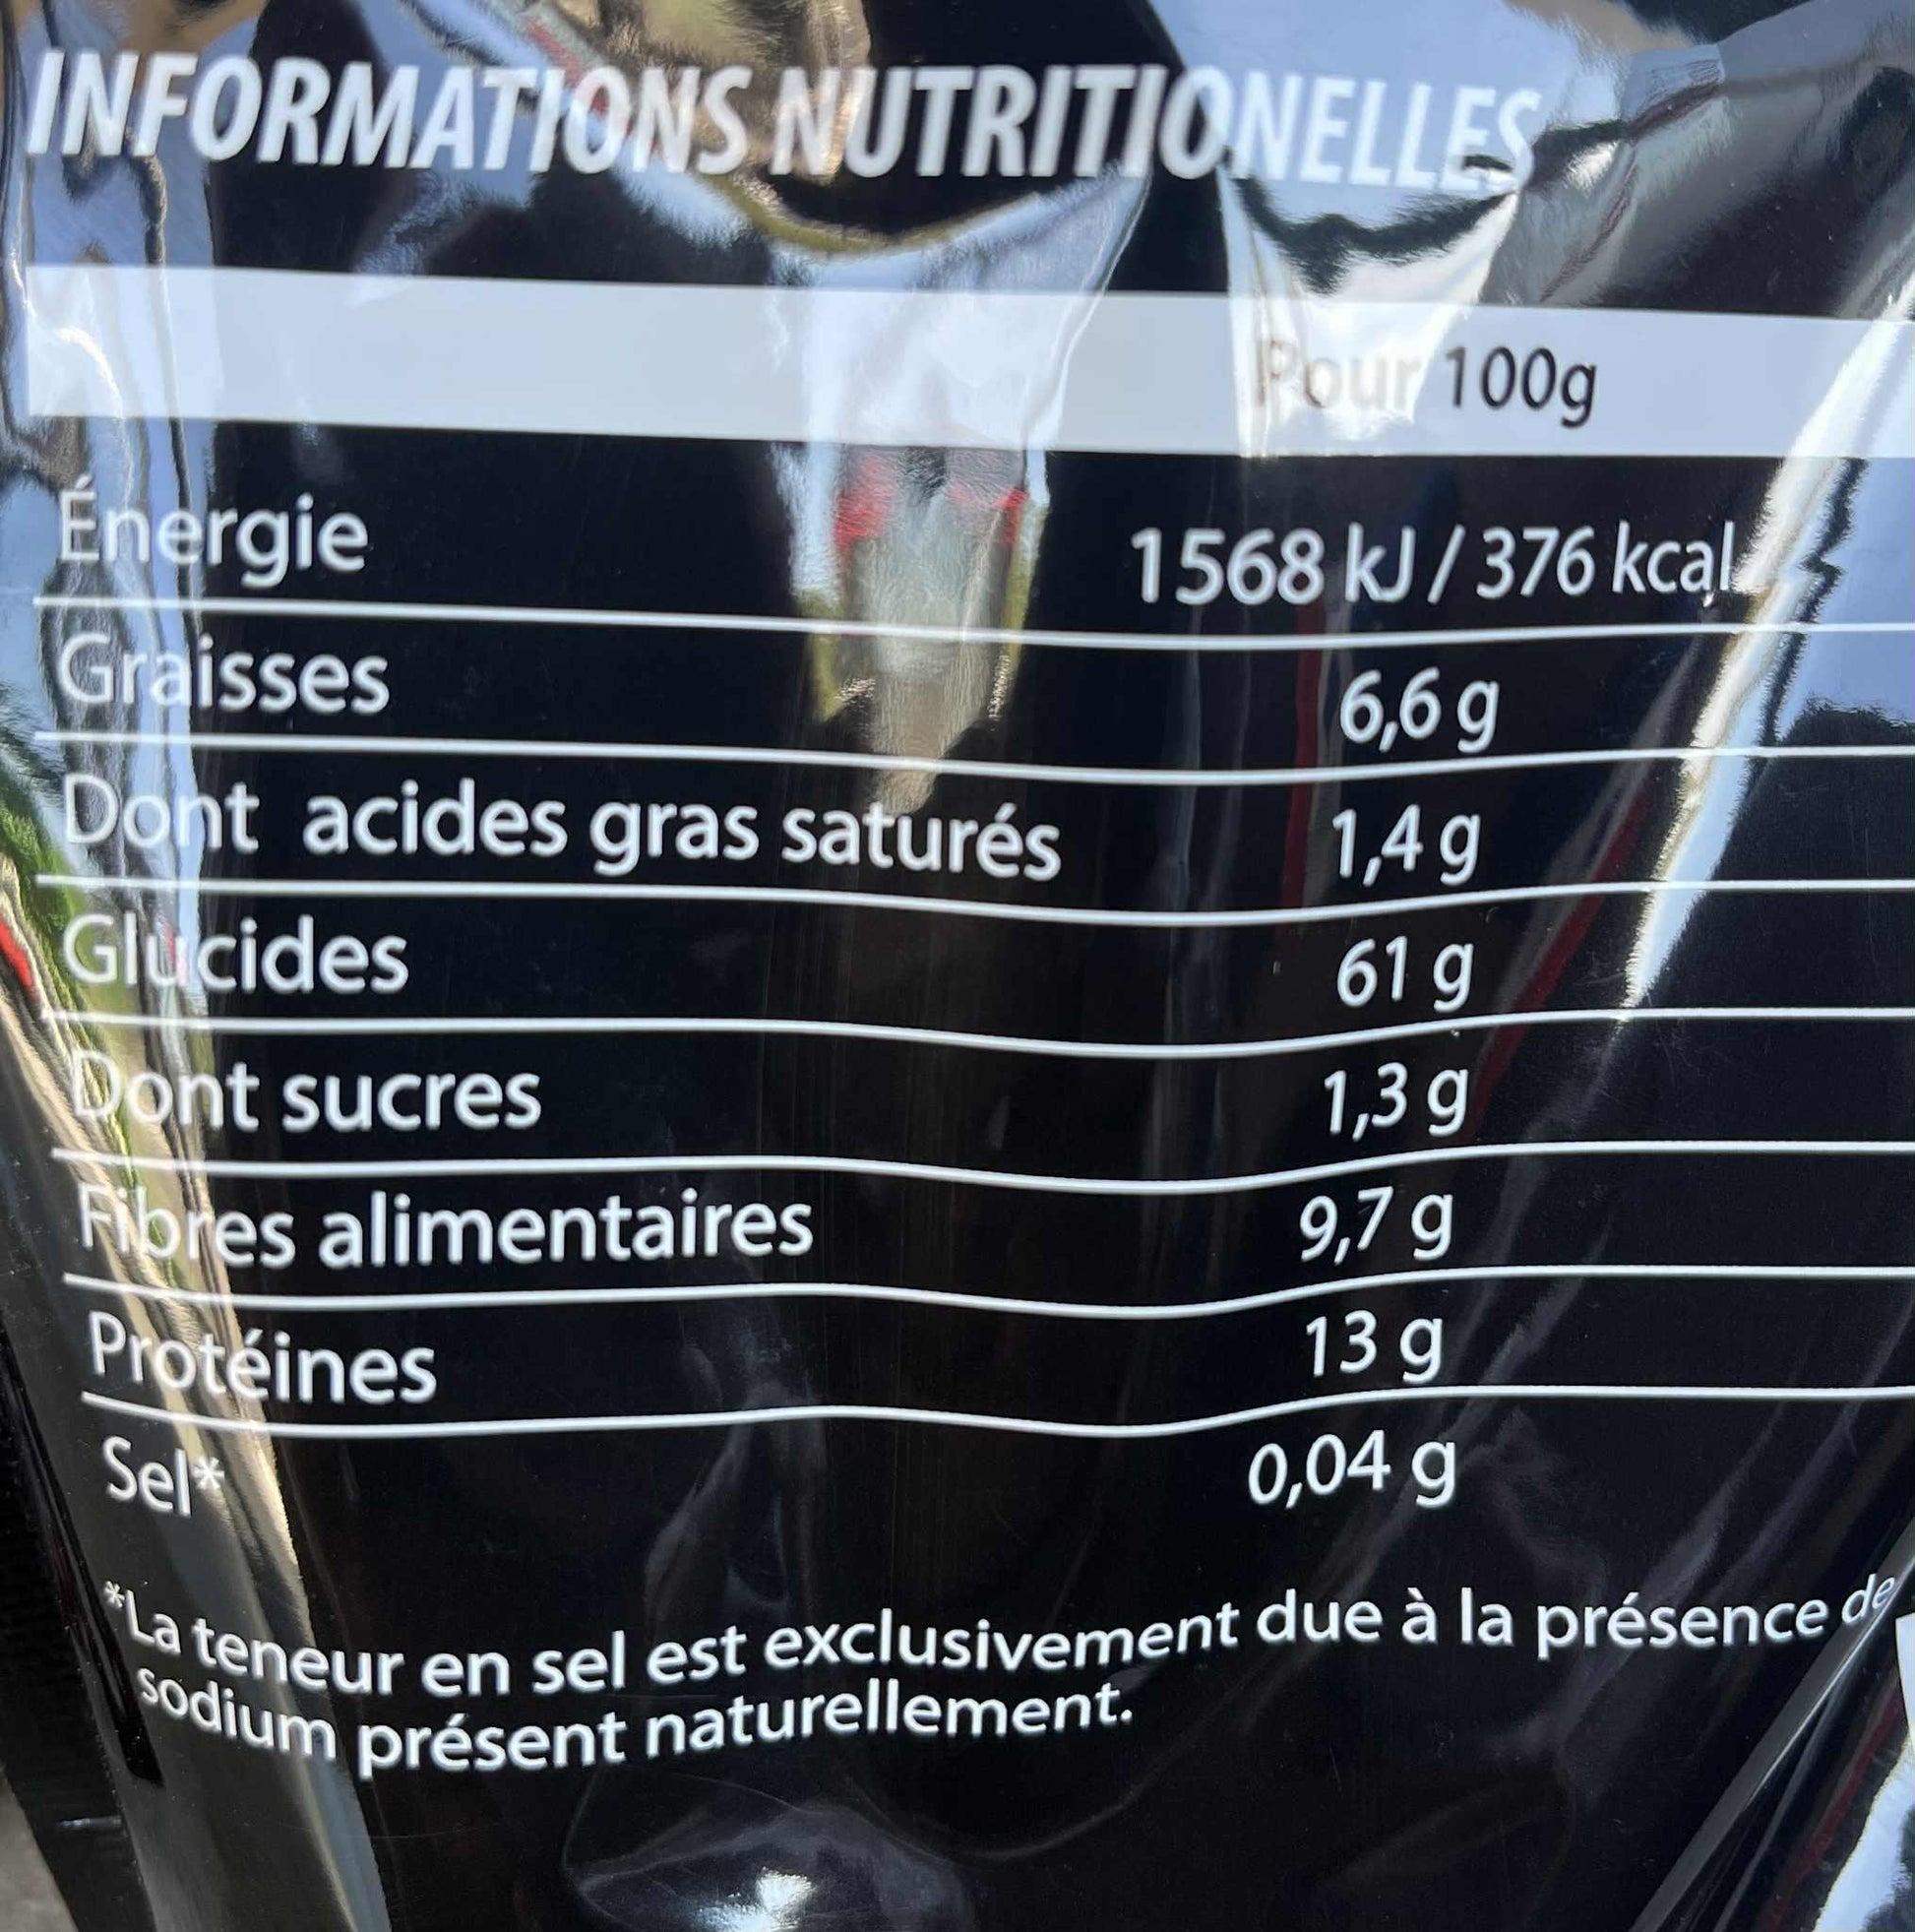 INFORMATIONS NUTRITIONELLES
Pour 100g
Énergie 1568 kJ / 376 kcal
Graisses 6,6 g
Dont acides gras saturés 1,4 g
Glucides 61 g
Dont sucres 1,3 g
Fibres alimentaires 9,7 g
Protéines 13 g
Sel* 0,04 g
*La teneur en sel est exclusivement due à la présence de
sodium présent naturellement.